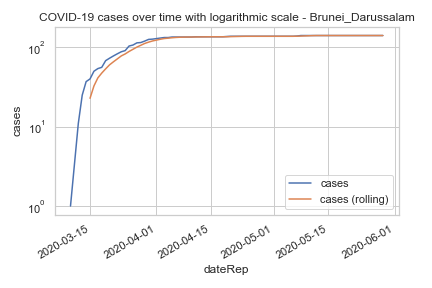 COVID-19 cases over time with logarithmic scale - Brunei_Darussalam
10²
10¹
10⁰
cases
cases
cases (rolling)
2020-03-15
2020-04-01
2020-04-15
2020-05-01
2020-05-15
2020-06-01
dateRep